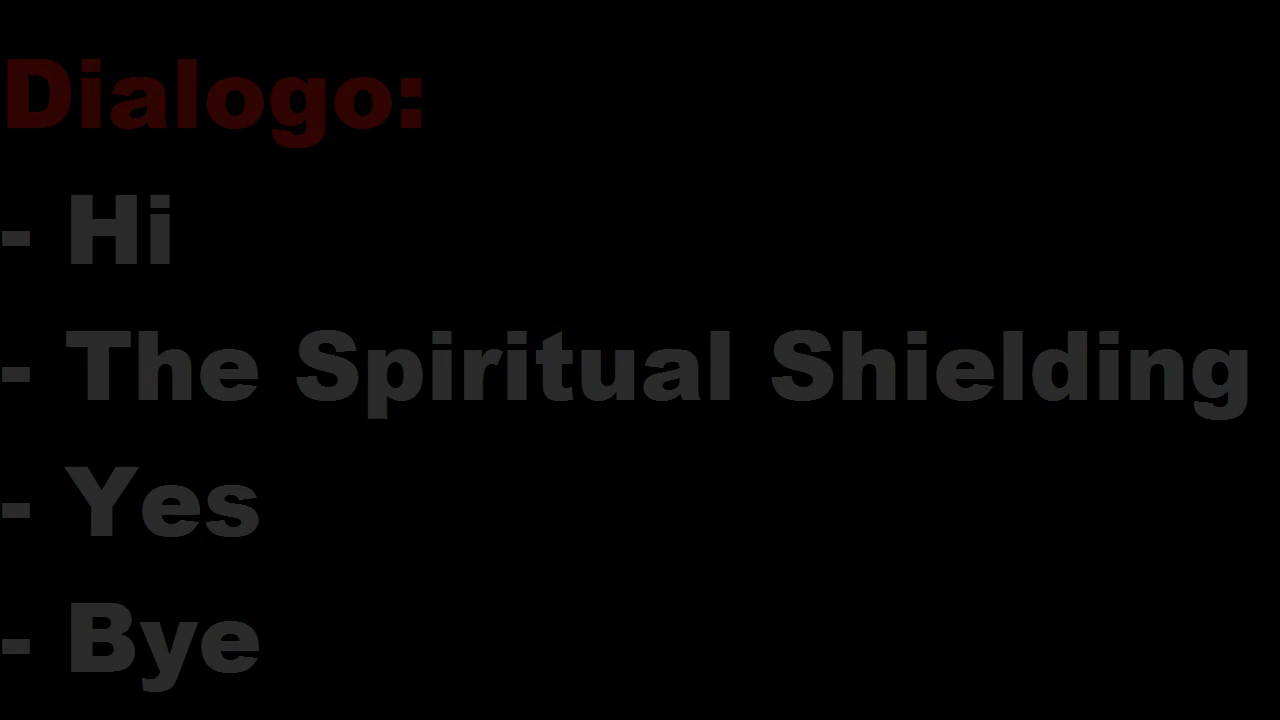 Dialogo:
- Hi
- The Spiritual Shielding
- Yes
- Bye